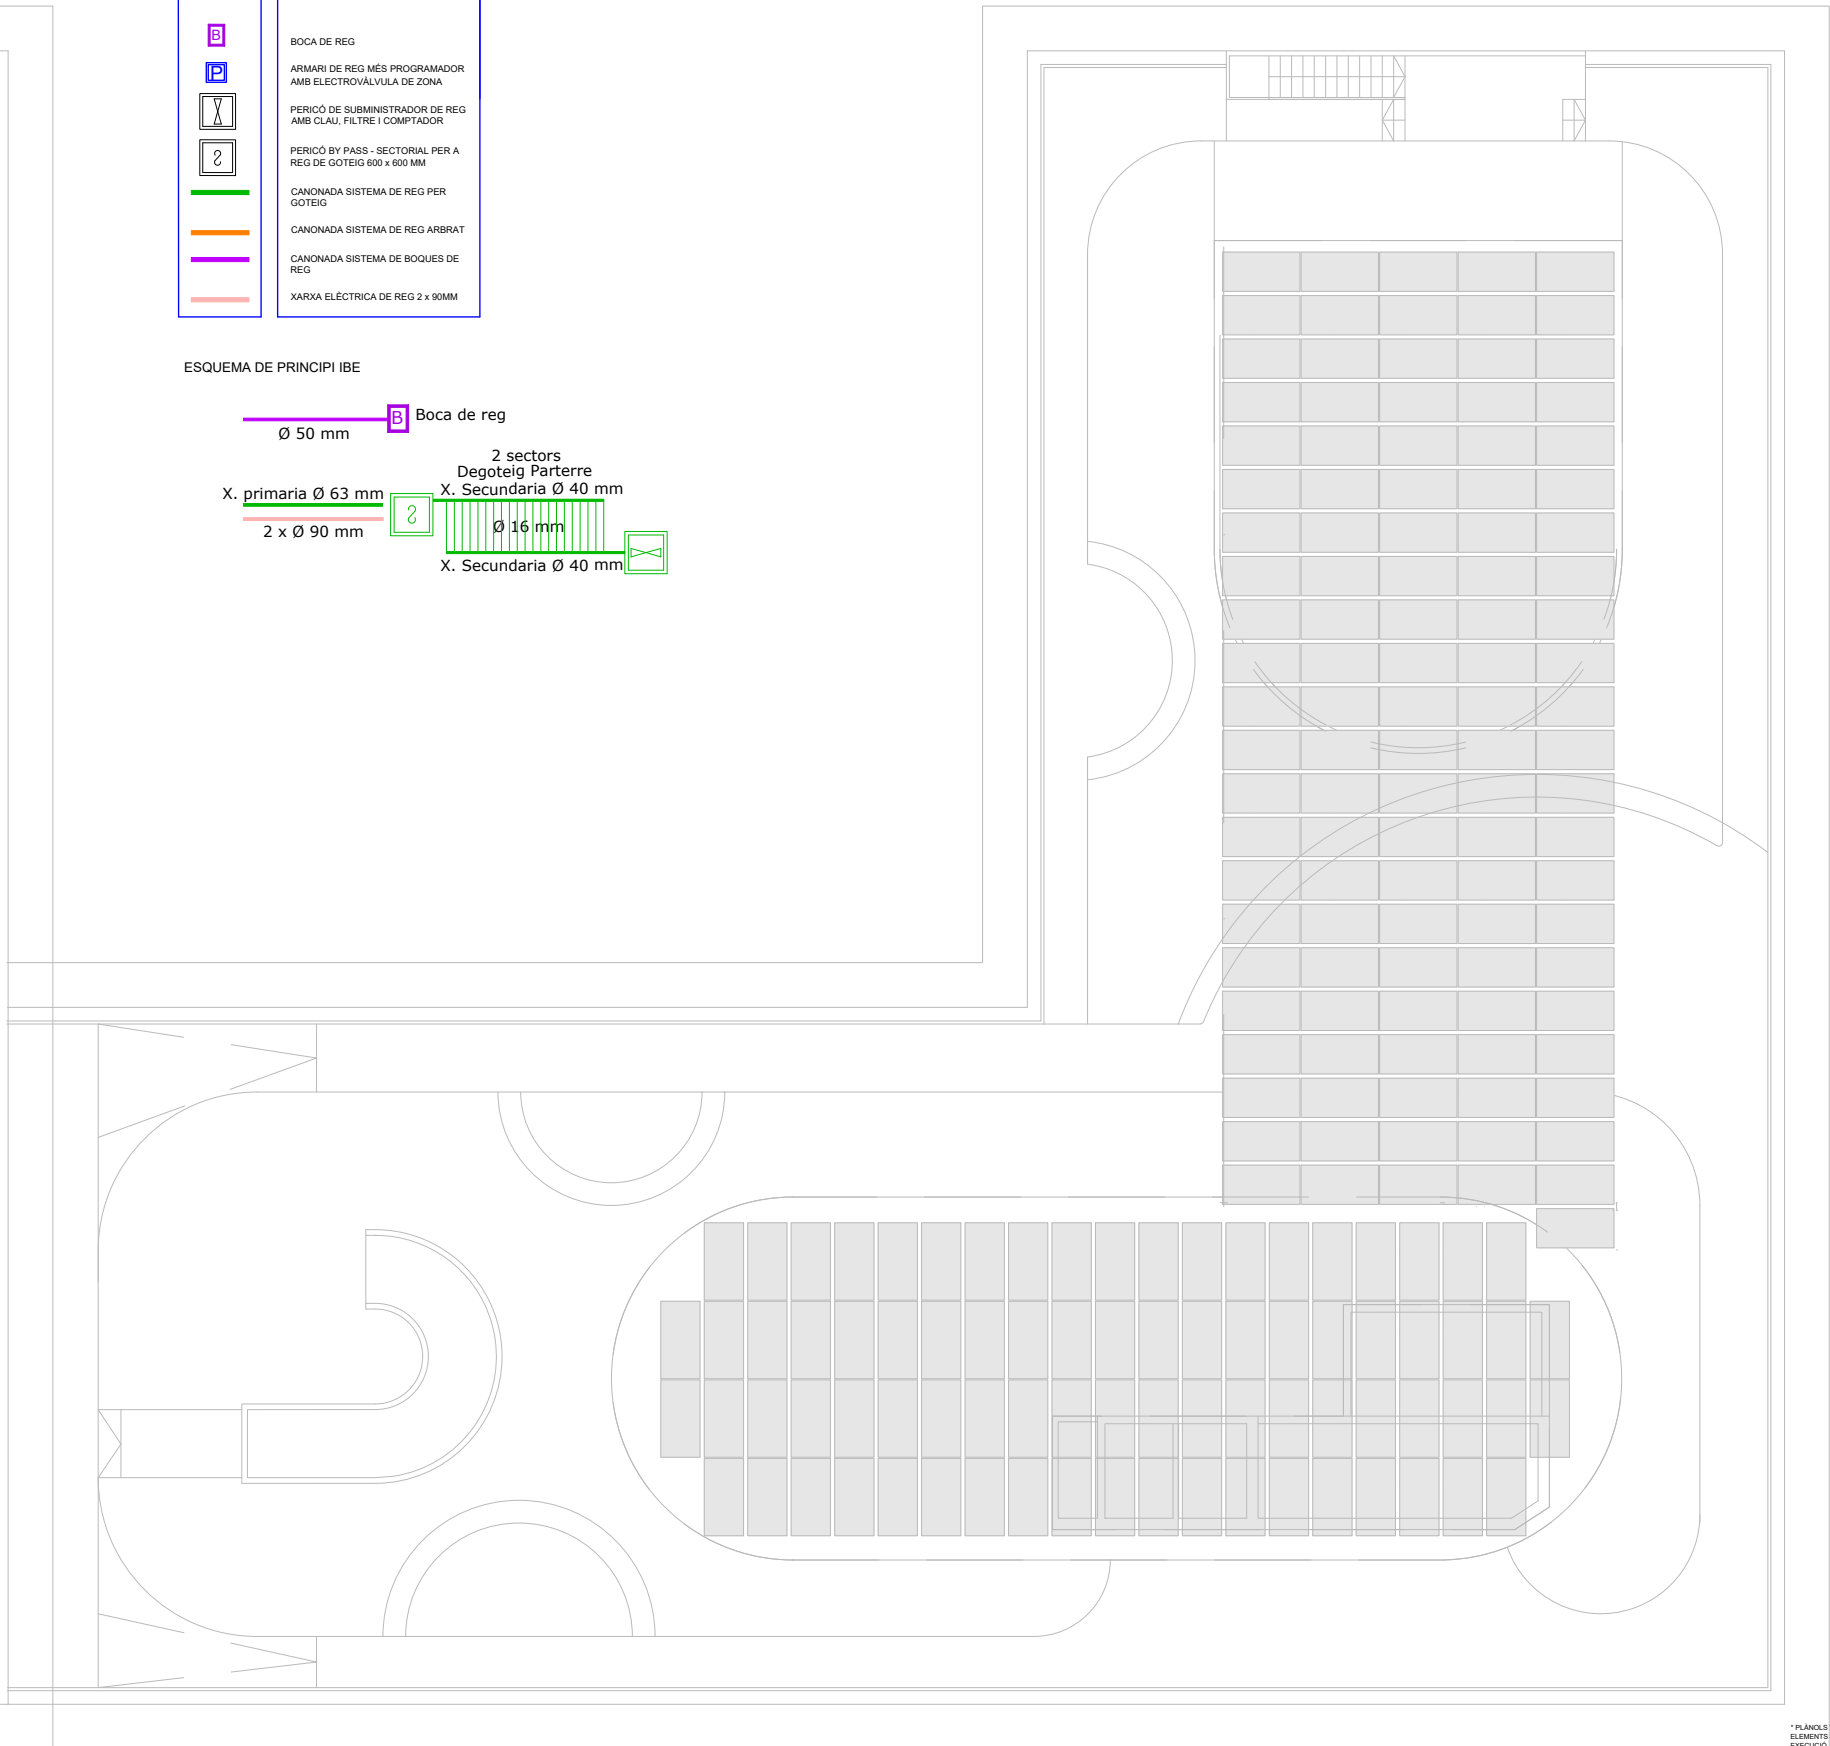 B
BOCA DE REG
P
ARMARI DE REG MÉS PROGRAMADOR
AMB ELECTROVÀLVULA DE ZONA
PERICÓ DE SUBMINISTRADOR DE REG
AMB CLAU, FILTRE I COMPTADOR
PERICÓ BY PASS - SECTORIAL PER A
REG DE GOTEIG 600 x 600 MM
CANONADA SISTEMA DE REG PER
GOTEIG
CANONADA SISTEMA DE REG ARBRAT
CANONADA SISTEMA DE BOQUES DE
REG
XARXA ELÈCTRICA DE REG 2 x 90MM
ESQUEMA DE PRINCIPI IBE
B Boca de reg
Ø 50 mm
2 sectors
Degoteig Parterre
X. Secundaria Ø 40 mm
X. primaria Ø 63 mm
Ø 16 mm
2 x Ø 90 mm
X. Secundaria Ø 40 mm
* PLÀNOLS
ELEMENTS
EXECUCIÓ